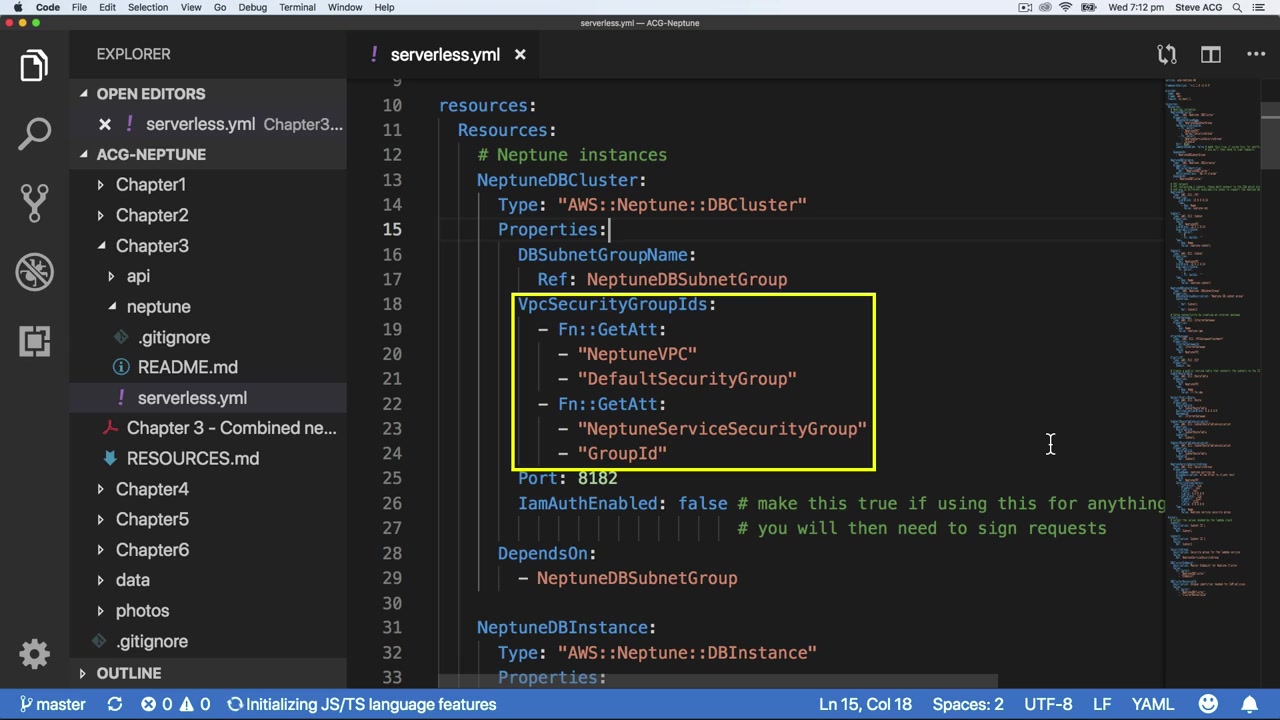 Code File Edit Selection View Go Debug Terminal Window Help Wed 7:12 pm Steve ACG
serverless.yml — ACG-Neptune
EXPLORER
OPEN EDITORS
serverless.yml Chapter3...
ACG-NEPTUNE
Chapter1
Chapter2
Chapter3
api
neptune
.gitignore
README.md
serverless.yml
Chapter 3 - Combined ne...
RESOURCES.md
Chapter4
Chapter5
Chapter6
data
photos
.gitignore
OUTLINE
serverless.yml
9
10 resources:
11 Resources:
12 # Neptune instances
13 NeptuneDBCluster:
14 Type: "AWS::Neptune::DBCluster"
15 Properties:
16 DBSubnetGroupName:
17 Ref: NeptuneDBSubnetGroup
18 VpcSecurityGroupIds:
19 - Fn::GetAtt:
20 - "NeptuneVPC"
21 - "DefaultSecurityGroup"
22 - Fn::GetAtt:
23 - "NeptuneServiceSecurityGroup"
24 - "GroupId"
25 Port: 8182
26 IamAuthEnabled: false # make this true if using this for anything
27 # you will then need to sign requests
28 DependsOn:
29 - NeptuneDBSubnetGroup
30
31 NeptuneDBInstance:
32 Type: "AWS::Neptune::DBInstance"
33 Properties:
master 0 0 Initializing JS/TS language features Ln 15, Col 18 Spaces: 2 UTF-8 LF YAML